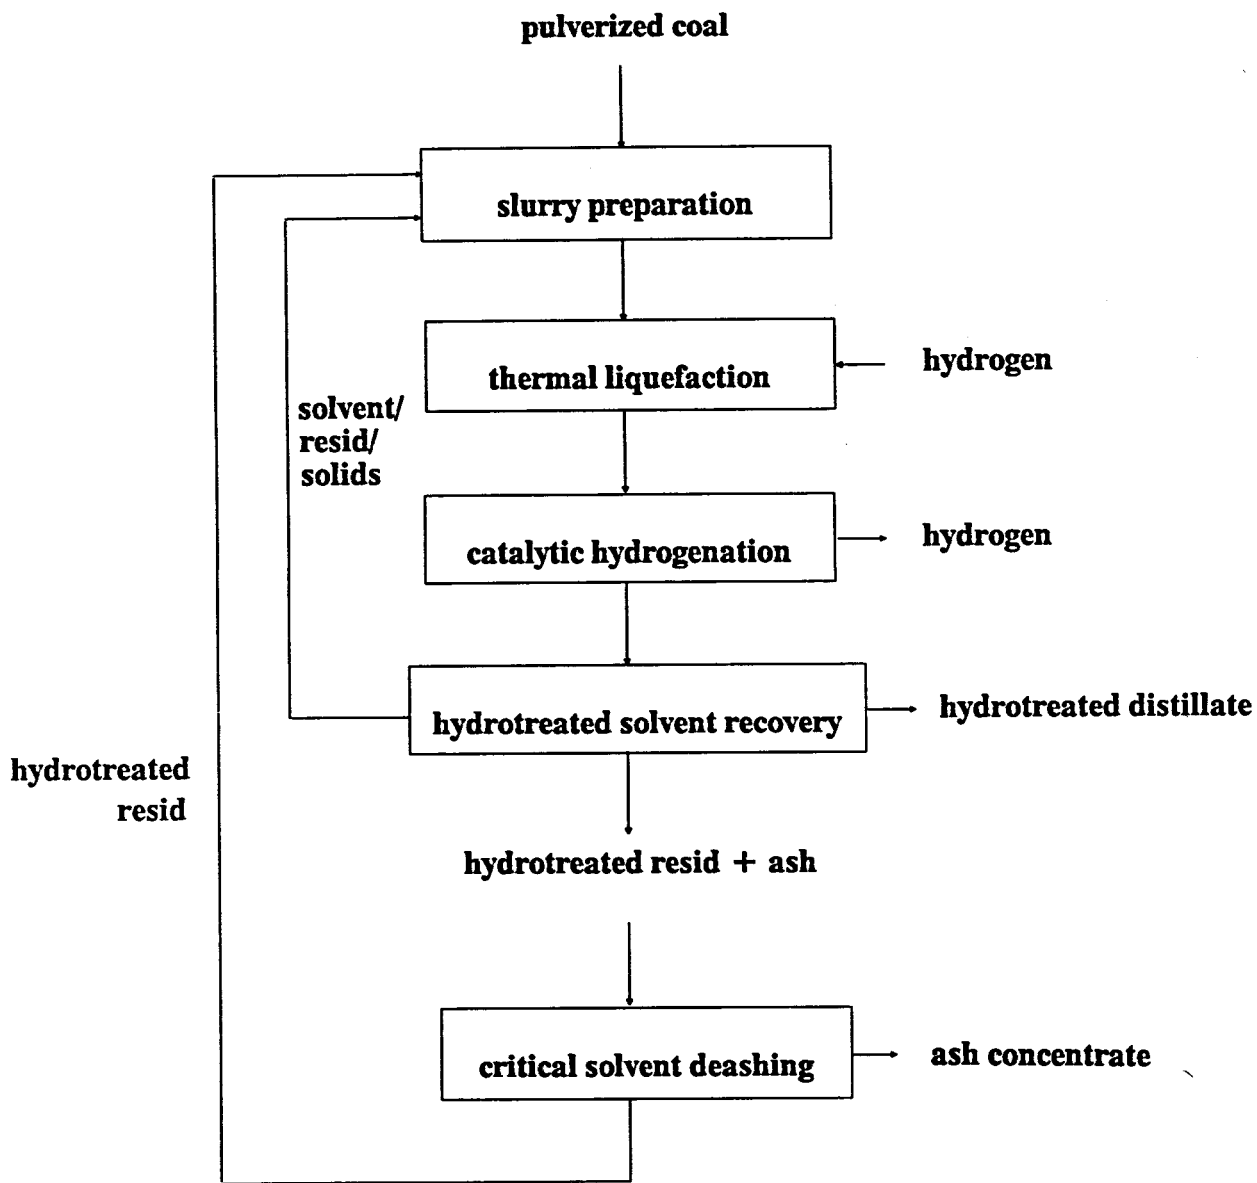 pulverized coal
slurry preparation
thermal liquefaction
hydrogen
solvent/
resid/
solids
catalytic hydrogenation
hydrogen
hydrotreated solvent recovery
hydrotreated distillate
hydrotreated
resid
hydrotreated resid + ash
critical solvent deashing
ash concentrate